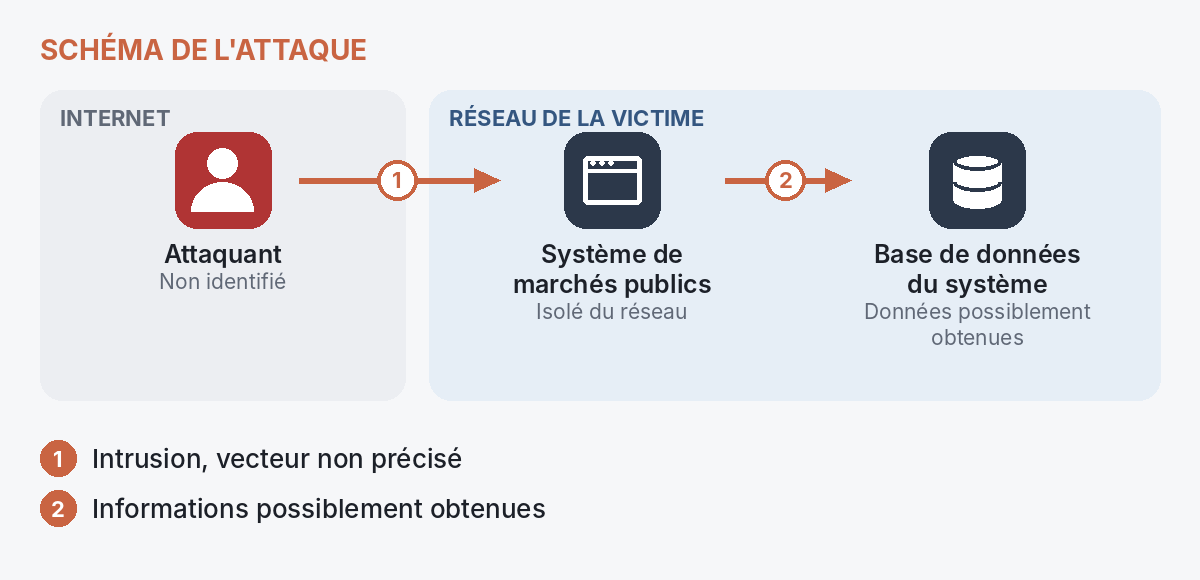 SCHÉMA DE L'ATTAQUE
INTERNET
RÉSEAU DE LA VICTIME
1
2
Attaquant
Non identifié
Système de
marchés publics
Isolé du réseau
Base de données
du système
Données possiblement
obtenues
1 Intrusion, vecteur non précisé
2 Informations possiblement obtenues